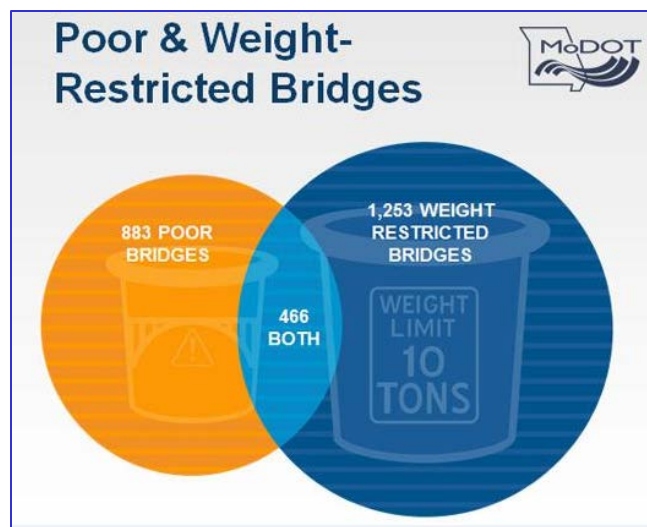 Poor & Weight-
Restricted Bridges
MoDOT
883 POOR
BRIDGES
1,253 WEIGHT
RESTRICTED
BRIDGES
466
BOTH
WEIGHT
LIMIT
10
TONS